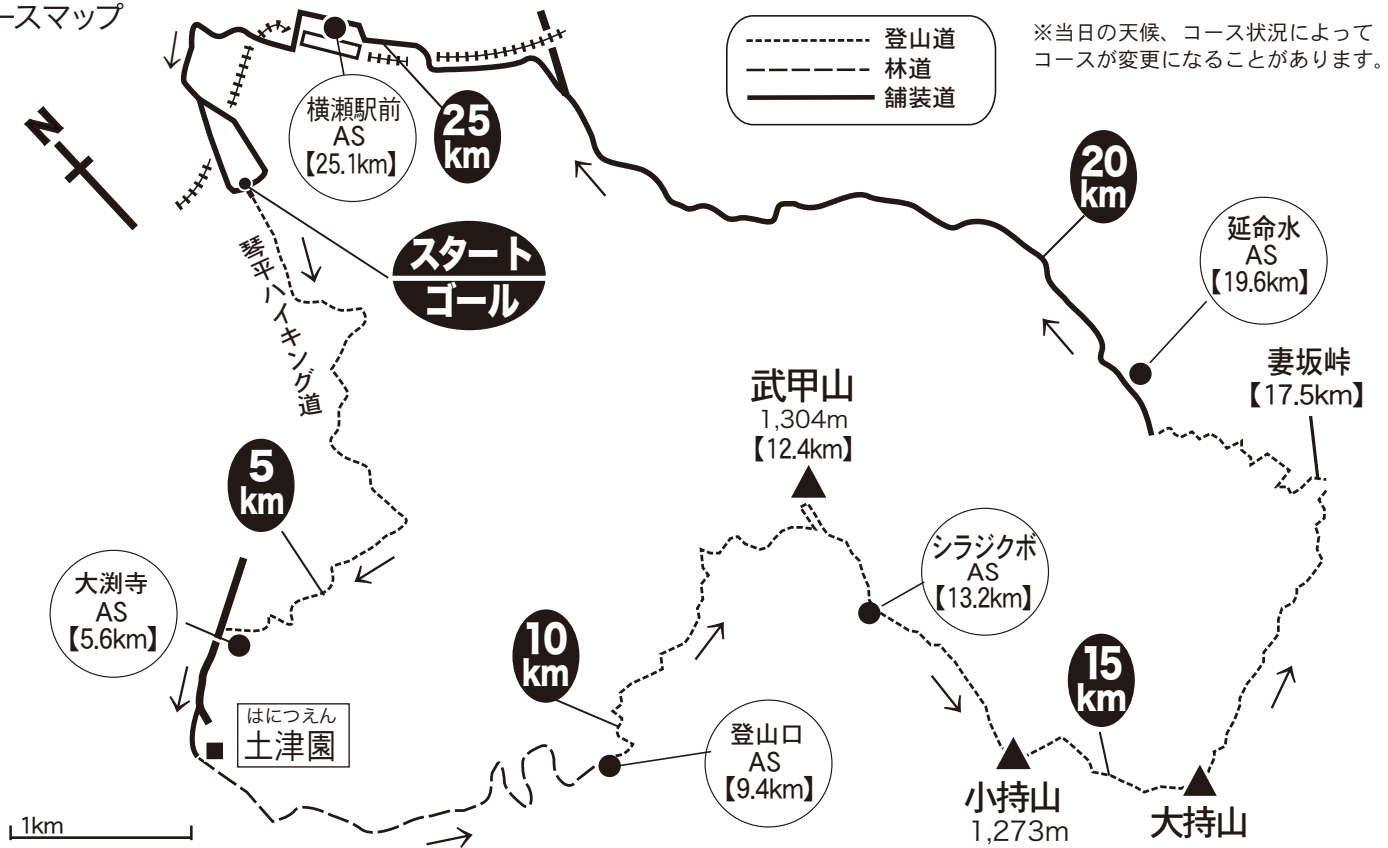 ースマップ
登山道
林道
舗装道
※当日の天候、コース状況によって
コースが変更になることがあります。
N
横瀬駅前
AS
【25.1km】
25
km
20
km
延命水
AS
【19.6km】
スタート
ゴール
琴平ハイキング道
妻坂峠
【17.5km】
武甲山
1,304m
【12.4km】
5
km
大渕寺
AS
【5.6km】
シラジクボ
AS
【13.2km】
10
km
15
km
はにつえん
土津園
登山口
AS
【9.4km】
小持山
1,273m
大持山
1km